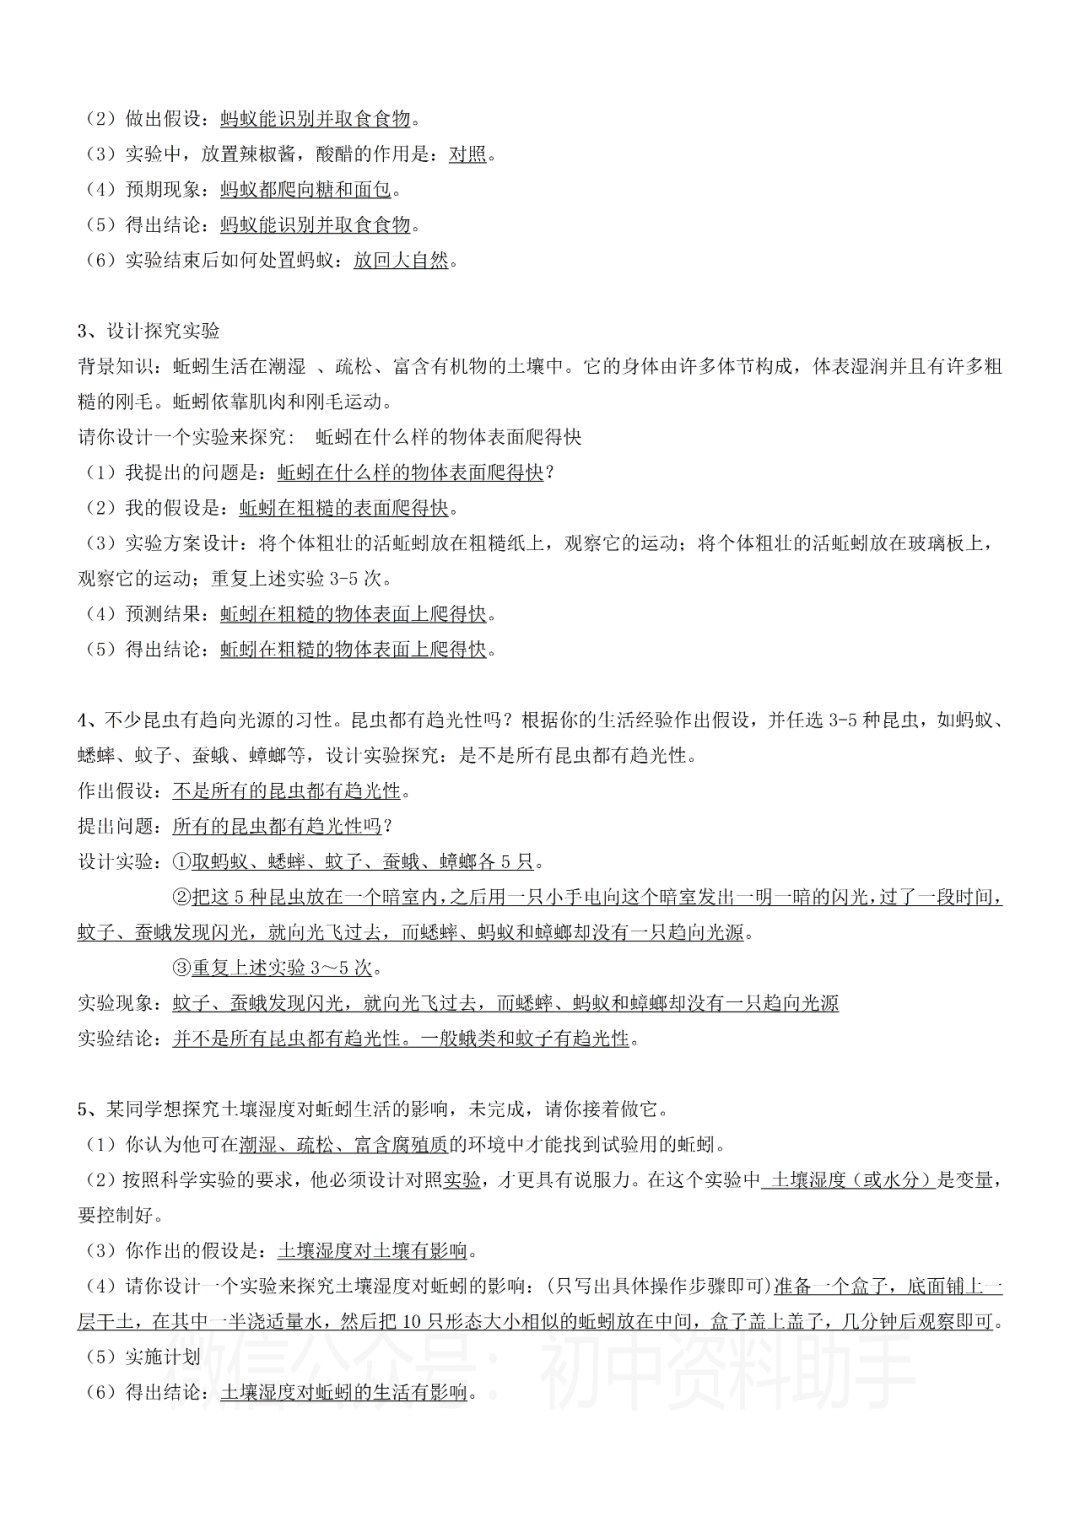 （2）做出假设：蚂蚁能识别并取食食物。
（3）实验中，放置辣椒酱，酸醋的作用是：对照。
（4）预期现象：蚂蚁都爬向糖和面包。
（5）得出结论：蚂蚁能识别并取食食物。
（6）实验结束后如何处置蚂蚁：放回大自然。
3、设计探究实验
背景知识：蚯蚓生活在潮湿 、疏松、富含有机物的土壤中。它的身体由许多体节构成，体表湿润并且有许多粗
糙的刚毛。蚯蚓依靠肌肉和刚毛运动。
请你设计一个实验来探究： 蚯蚓在什么样的物体表面爬得快
（1）我提出的问题是：蚯蚓在什么样的物体表面爬得快？
（2）我的假设是：蚯蚓在粗糙的表面爬得快。
（3）实验方案设计：将个体粗壮的活蚯蚓放在粗糙纸上，观察它的运动；将个体粗壮的活蚯蚓放在玻璃板上，
观察它的运动；重复上述实验 3-5 次。
（4）预测结果：蚯蚓在粗糙的物体表面上爬得快。
（5）得出结论：蚯蚓在粗糙的物体表面上爬得快。
4、不少昆虫有趋向光源的习性。昆虫都有趋光性吗？根据你的生活经验作出假设，并任选 3-5 种昆虫，如蚂蚁、
蟋蟀、蚊子、蚕蛾、蟑螂等，设计实验探究：是不是所有昆虫都有趋光性。
作出假设：不是所有的昆虫都有趋光性。
提出问题：所有的昆虫都有趋光性吗？
设计实验：①取蚂蚁、蟋蟀、蚊子、蚕蛾、蟑螂各 5 只。
②把这 5 种昆虫放在一个暗室内，之后用一只小手电向这个暗室发出一明一暗的闪光，过了一段时间，
蚊子、蚕蛾发现闪光，就向光飞过去，而蟋蟀、蚂蚁和蟑螂却没有一只趋向光源。
③重复上述实验 3～5 次。
实验现象：蚊子、蚕蛾发现闪光，就向光飞过去，而蟋蟀、蚂蚁和蟑螂却没有一只趋向光源
实验结论：并不是所有昆虫都有趋光性。一般蛾类和蚊子有趋光性。
5、某同学想探究土壤湿度对蚯蚓生活的影响，未完成，请你接着做它。
（1）你认为他可在潮湿、疏松、富含腐殖质的环境中才能找到试验用的蚯蚓。
（2）按照科学实验的要求，他必须设计对照实验，才更具有说服力。在这个实验中 土壤湿度（或水分）是变量，
要控制好。
（3）你作出的假设是：土壤湿度对土壤有影响。
（4）请你设计一个实验来探究土壤湿度对蚯蚓的影响：(只写出具体操作步骤即可)准备一个盒子，底面铺上一
层干土，在其中一半浇适量水，然后把 10 只形态大小相似的蚯蚓放在中间，盒子盖上盖子，几分钟后观察即可。
（5）实施计划
（6）得出结论：土壤湿度对蚯蚓的生活有影响。
微信公众号：初中资料助手